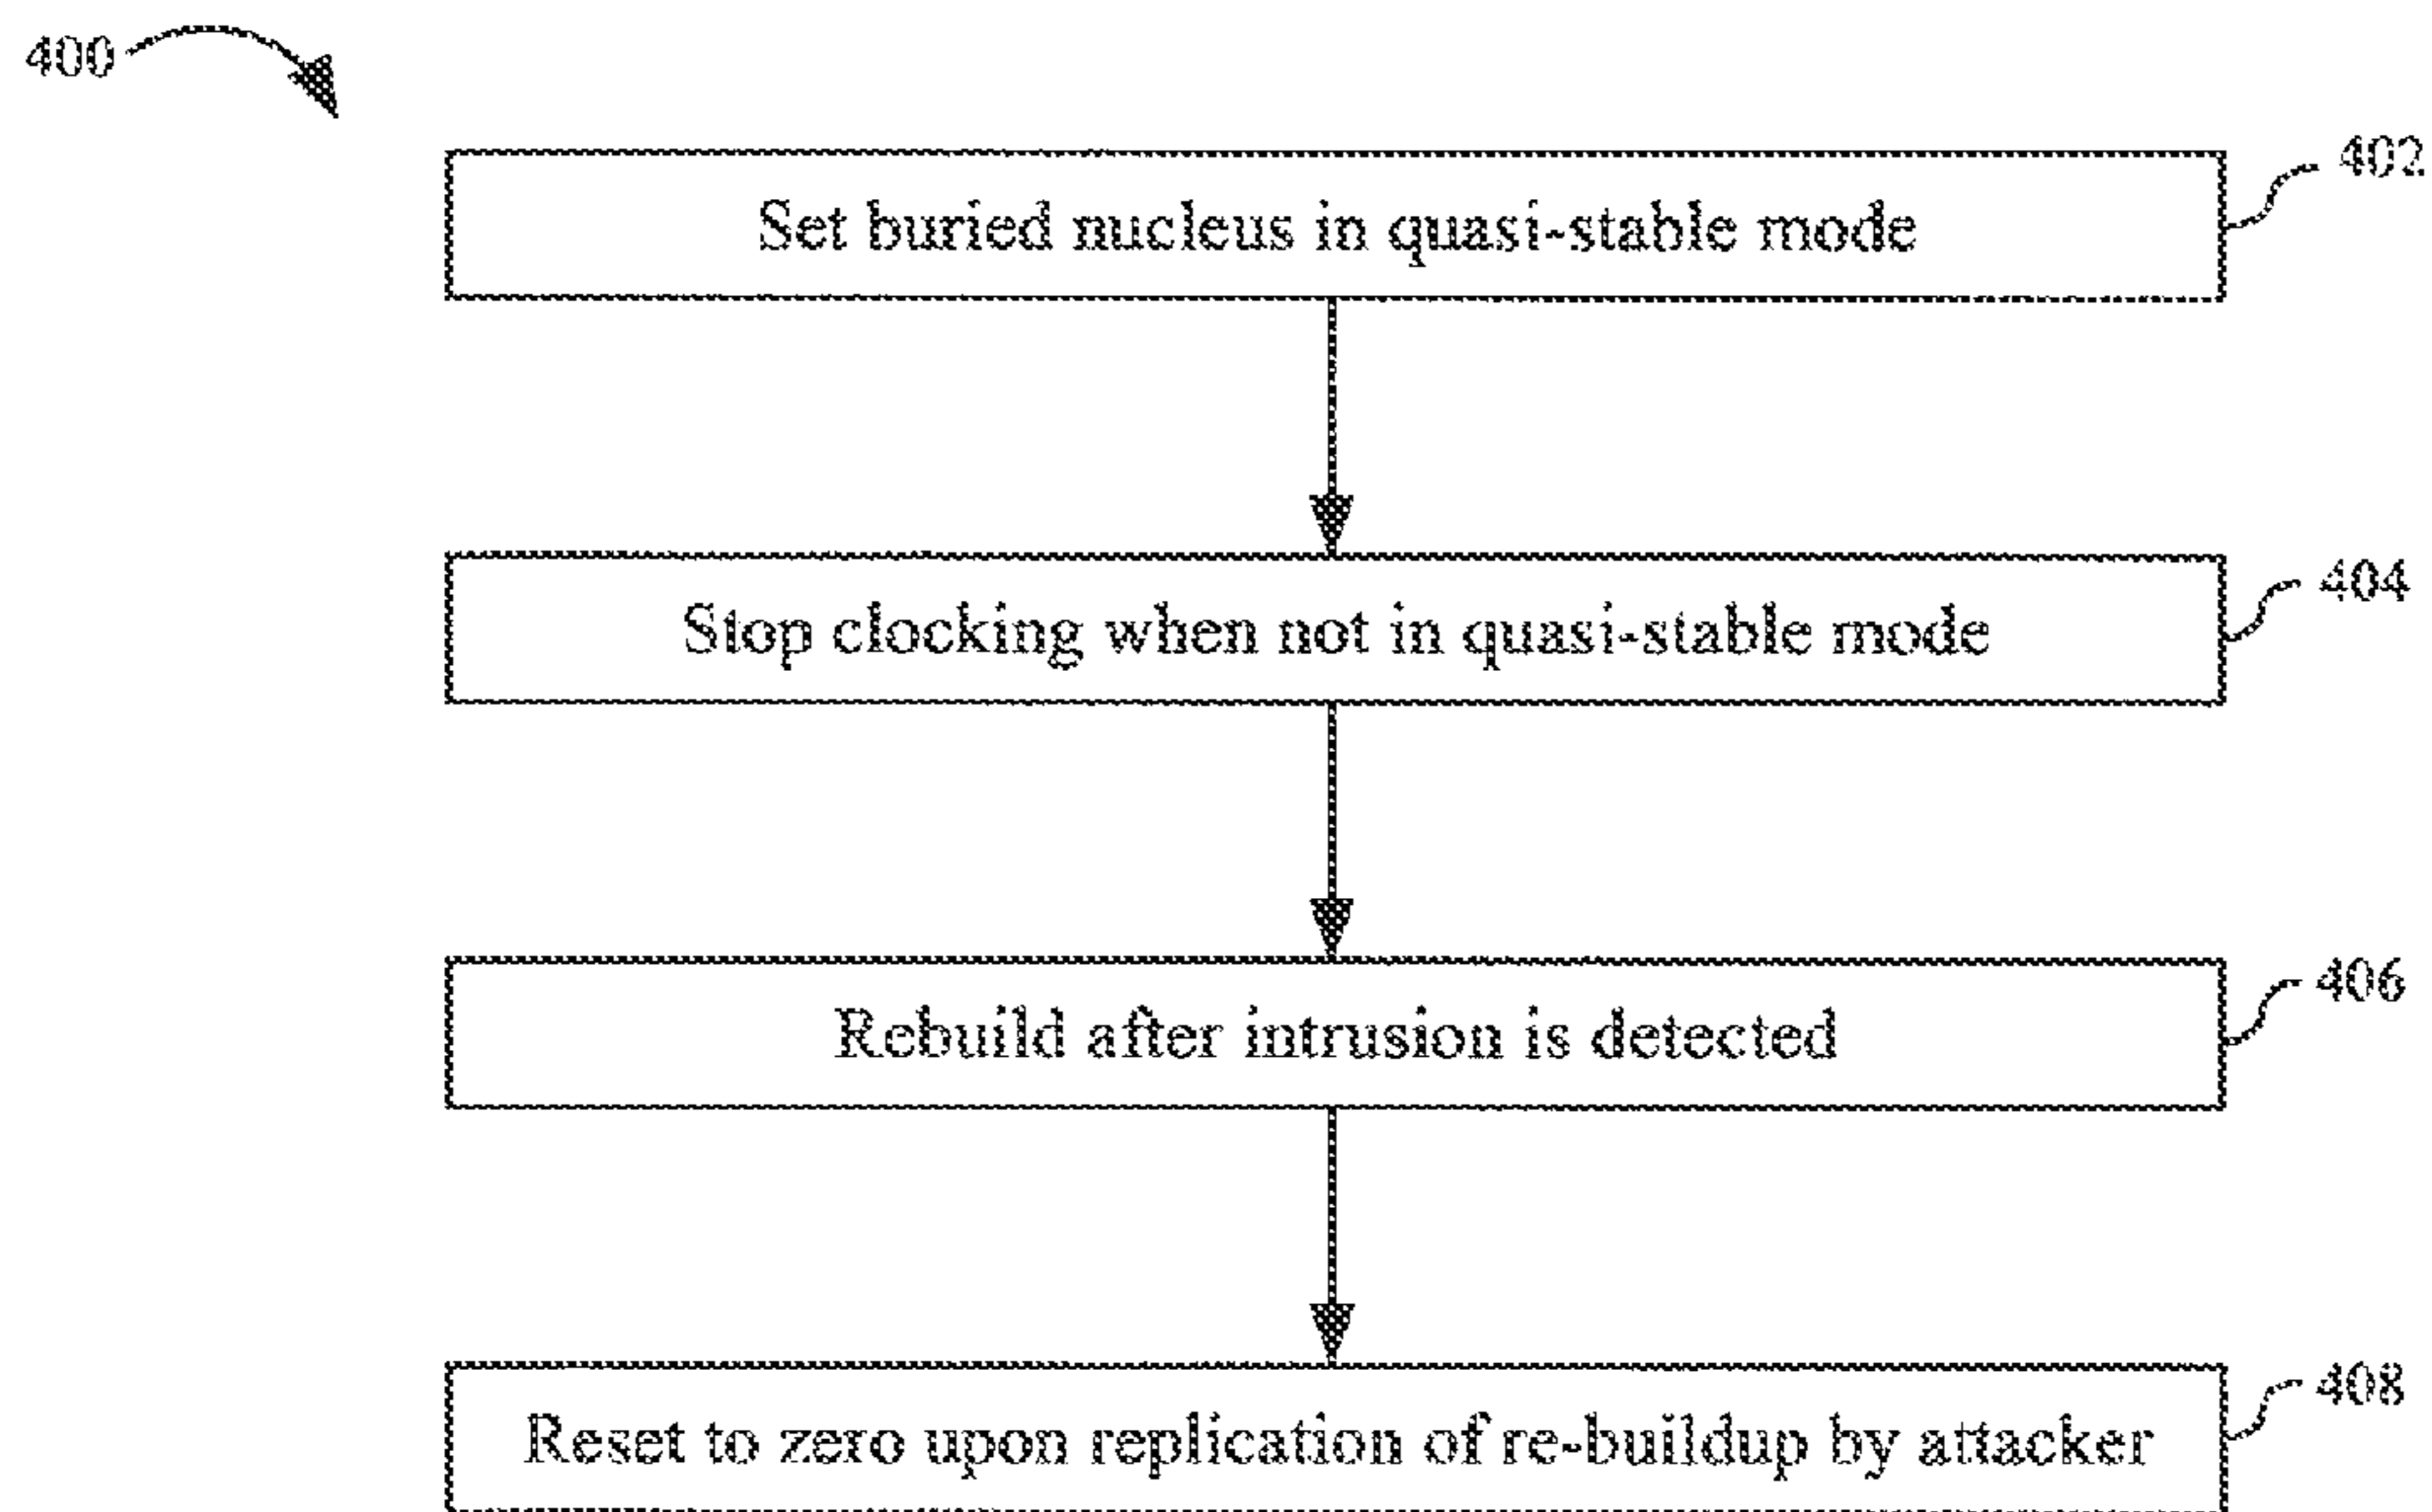 400
402
Set buried nucleus in quasi-stable mode
404
Stop clocking when not in quasi-stable mode
406
Rebuild after intrusion is detected
408
Reset to zero upon replication of re-buildup by attacker